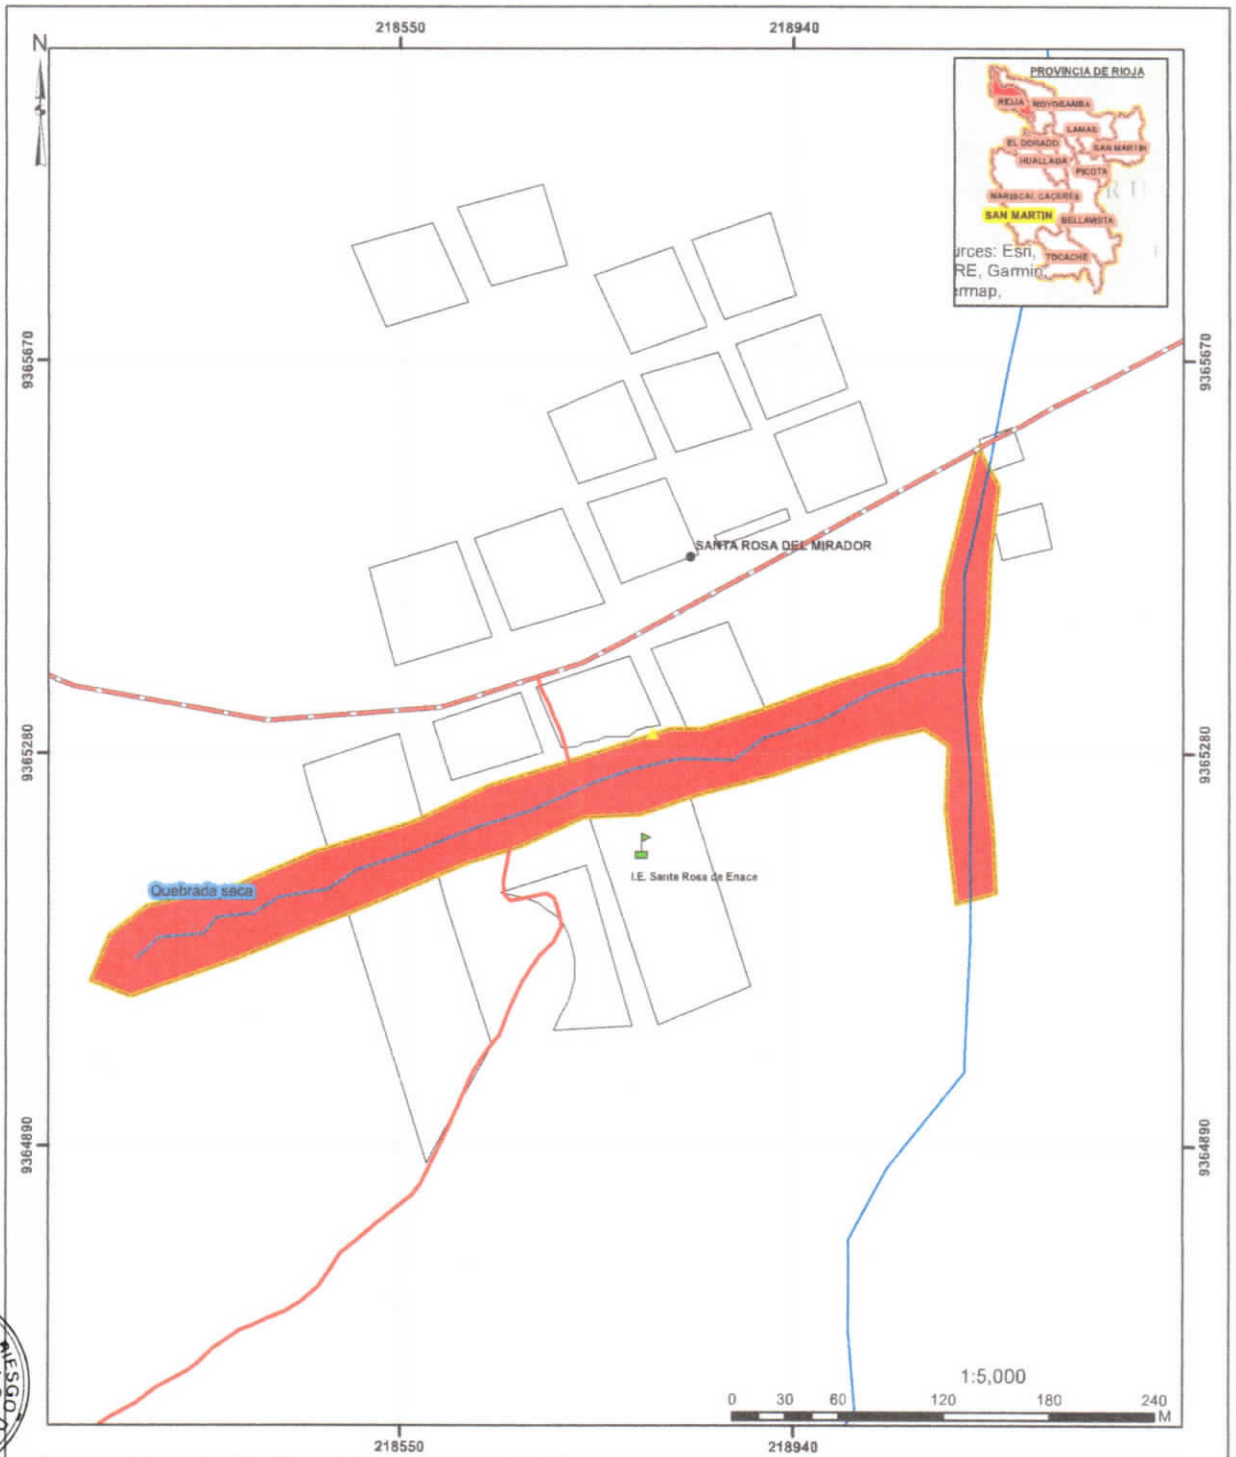 218550 218940
N
PROVINCIA DE RIOJA
RIOJA MOYOBAMBA
LAMAS
EL DORADO
SAN MARTIN
HUALLAGA
PICOTA
MARISCAL CACERES
SAN MARTIN
BELLAVISTA
TOCACHE
urces: Esri,
RE, Garmin,
ermap,
9365670 9365670
SANTA ROSA DEL MIRADOR
9365280 9365280
Quebrada seca
I.E. Santa Rosa de Enace
9364890 9364890
RIESGO
1:5,000
0 30 60 120 180 240
M
218550 218940